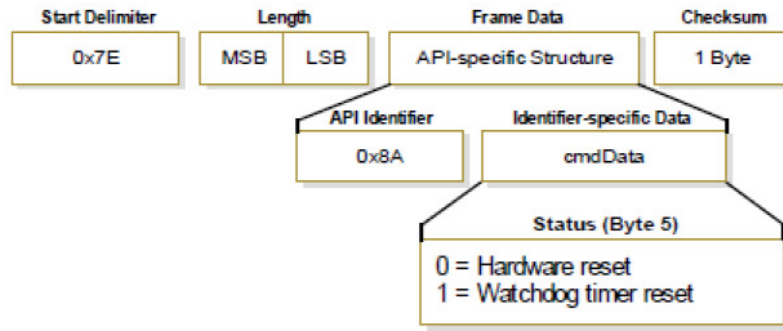 Start Delimiter Length Frame Data Checksum
0x7E MSB LSB API-specific Structure 1 Byte
API Identifier Identifier-specific Data
0x8A cmdData
Status (Byte 5)
0 = Hardware reset
1 = Watchdog timer reset